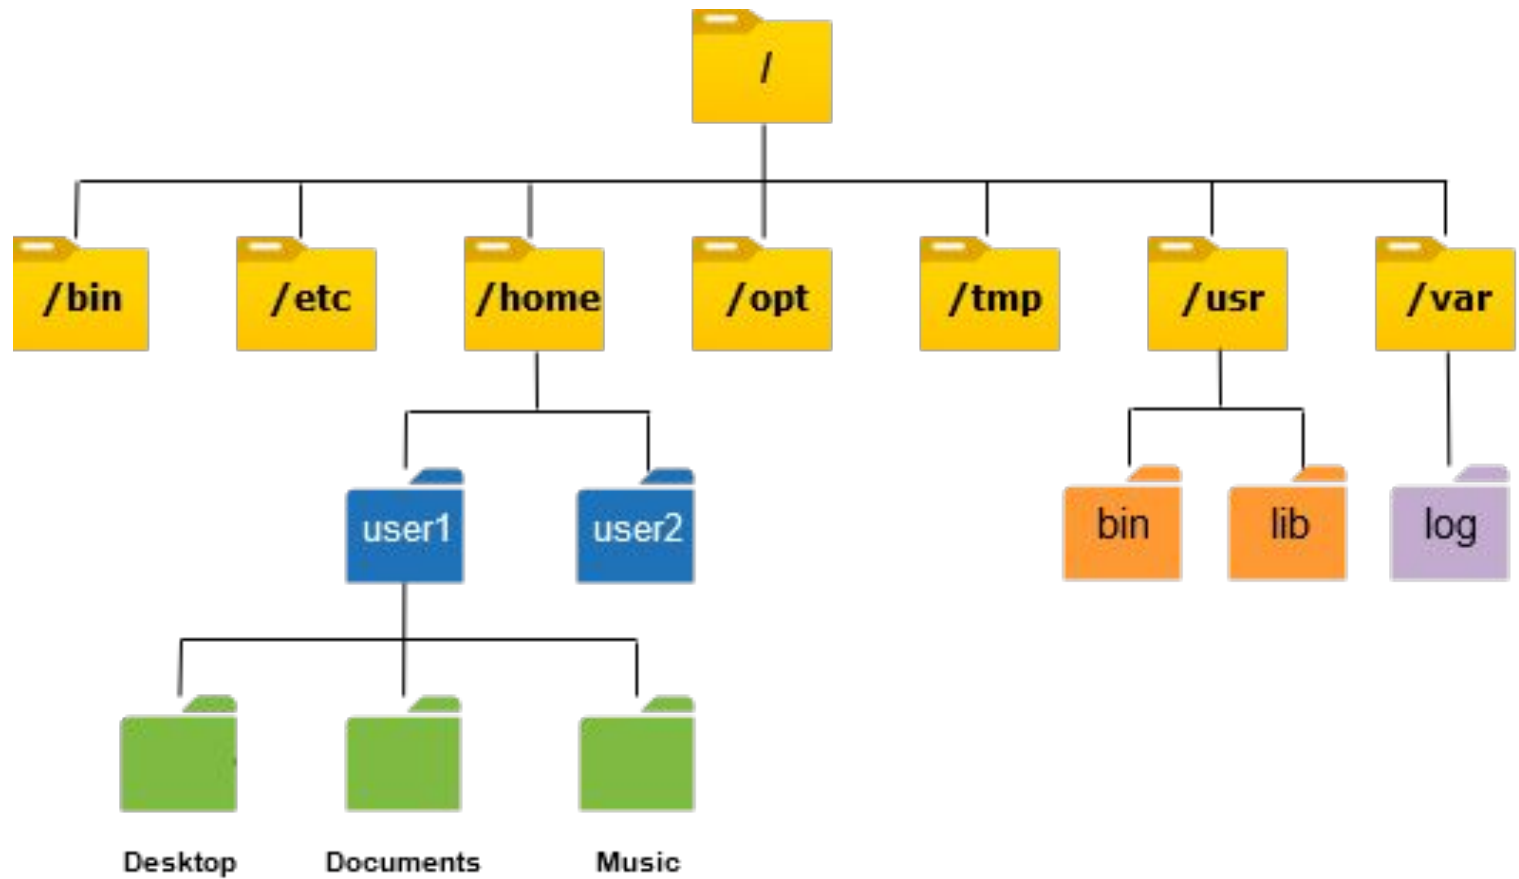 /
/bin
/etc
/home
/opt
/tmp
/usr
/var
user1
user2
bin
lib
log
Desktop
Documents
Music